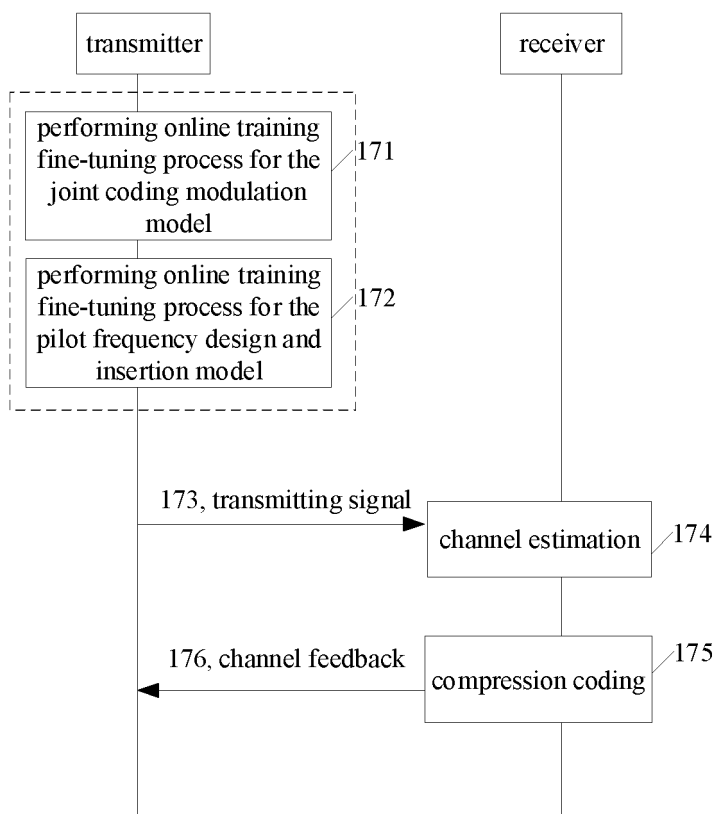 transmitter
receiver
performing online training
fine-tuning process for the
joint coding modulation
model
171
performing online training
fine-tuning process for the
pilot frequency design and
insertion model
172
173, transmitting signal
channel estimation
174
176, channel feedback
compression coding
175